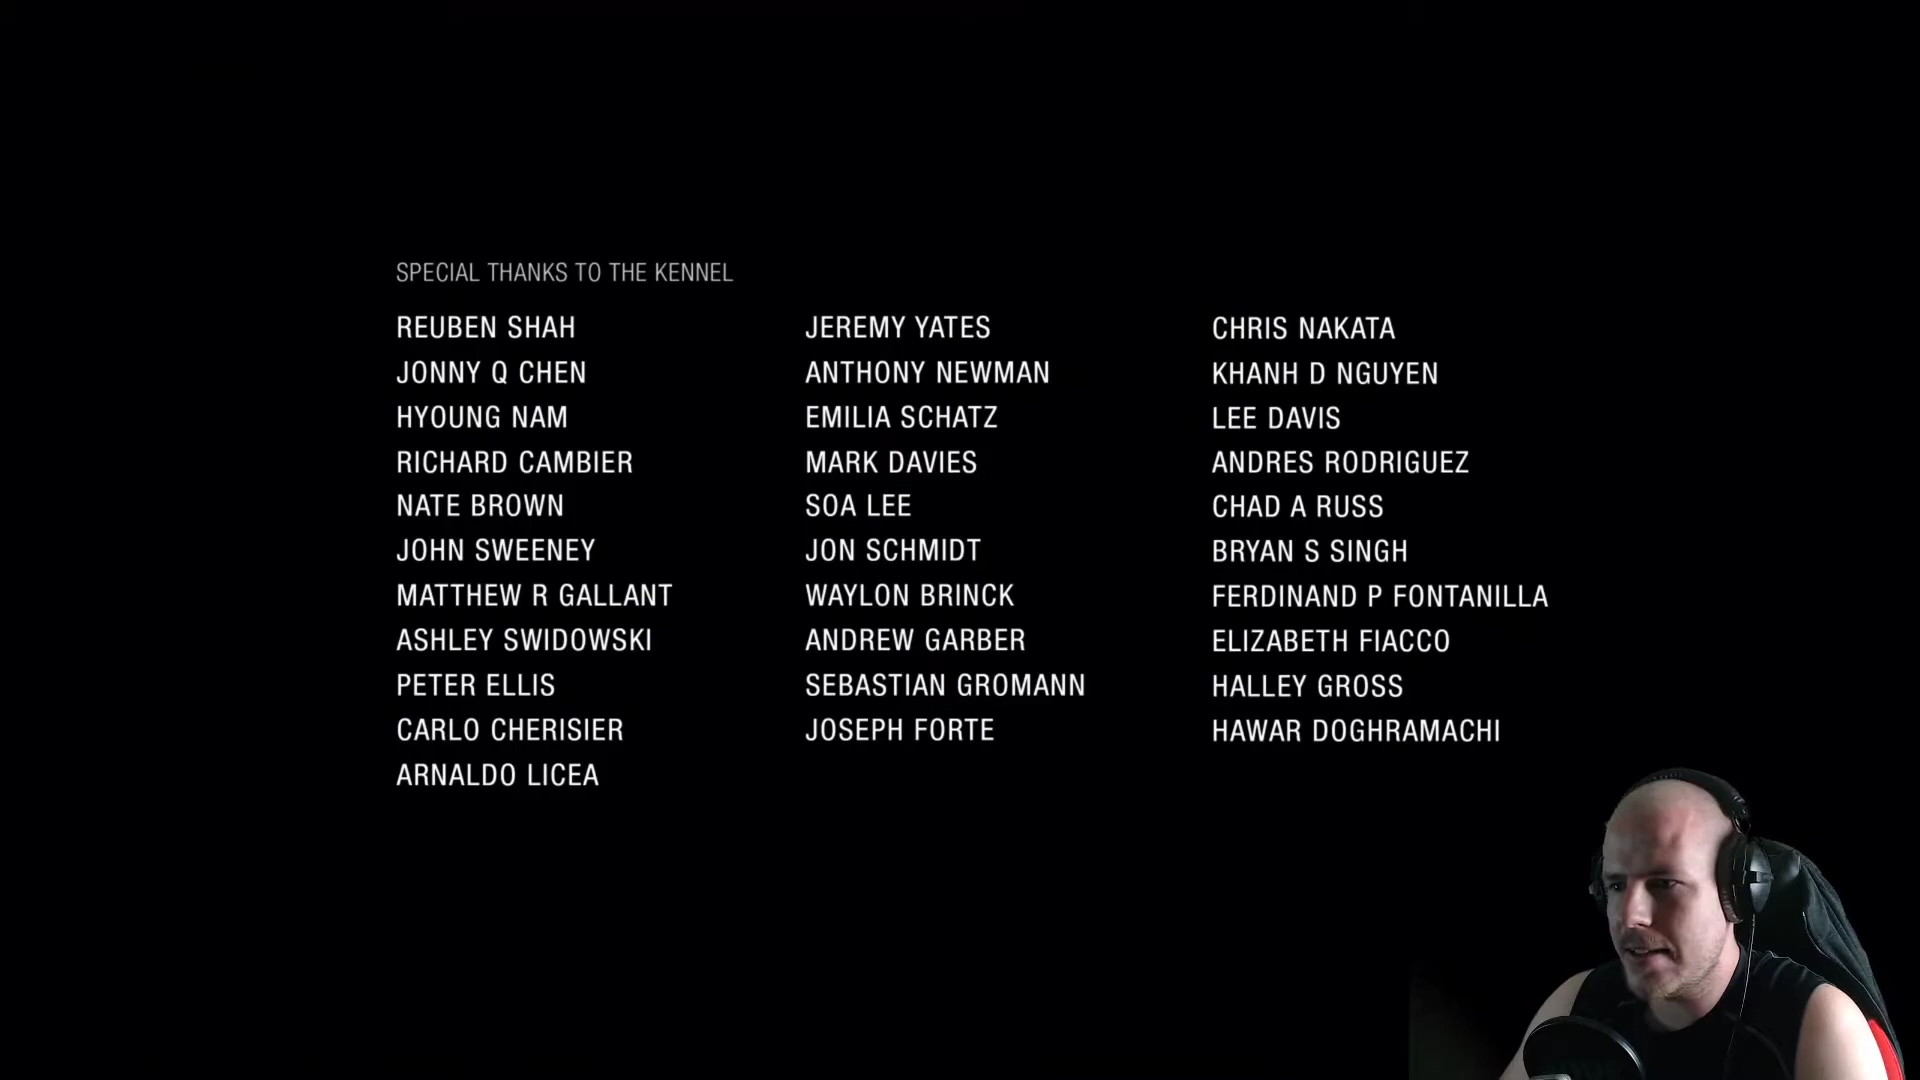 SPECIAL THANKS TO THE KENNEL
REUBEN SHAH
JONNY Q CHEN
HYOUNG NAM
RICHARD CAMBIER
NATE BROWN
JOHN SWEENEY
MATTHEW R GALLANT
ASHLEY SWIDOWSKI
PETER ELLIS
CARLO CHERISIER
ARNALDO LICEA
JEREMY YATES
ANTHONY NEWMAN
EMILIA SCHATZ
MARK DAVIES
SOA LEE
JON SCHMIDT
WAYLON BRINCK
ANDREW GARBER
SEBASTIAN GROMANN
JOSEPH FORTE
CHRIS NAKATA
KHANH D NGUYEN
LEE DAVIS
ANDRES RODRIGUEZ
CHAD A RUSS
BRYAN S SINGH
FERDINAND P FONTANILLA
ELIZABETH FIACCO
HALLEY GROSS
HAWAR DOGHRAMACHI